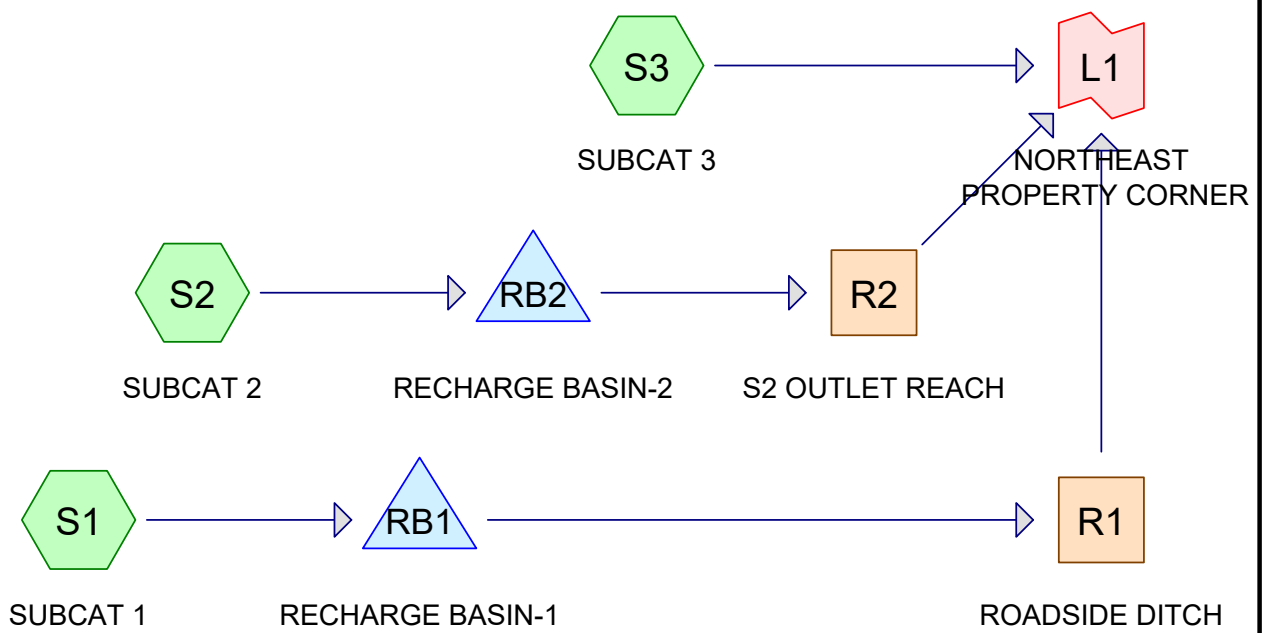 S3
L1
SUBCAT 3
NORTHEAST
PROPERTY CORNER
S2
RB2
R2
SUBCAT 2
RECHARGE BASIN-2
S2 OUTLET REACH
S1
RB1
R1
SUBCAT 1
RECHARGE BASIN-1
ROADSIDE DITCH